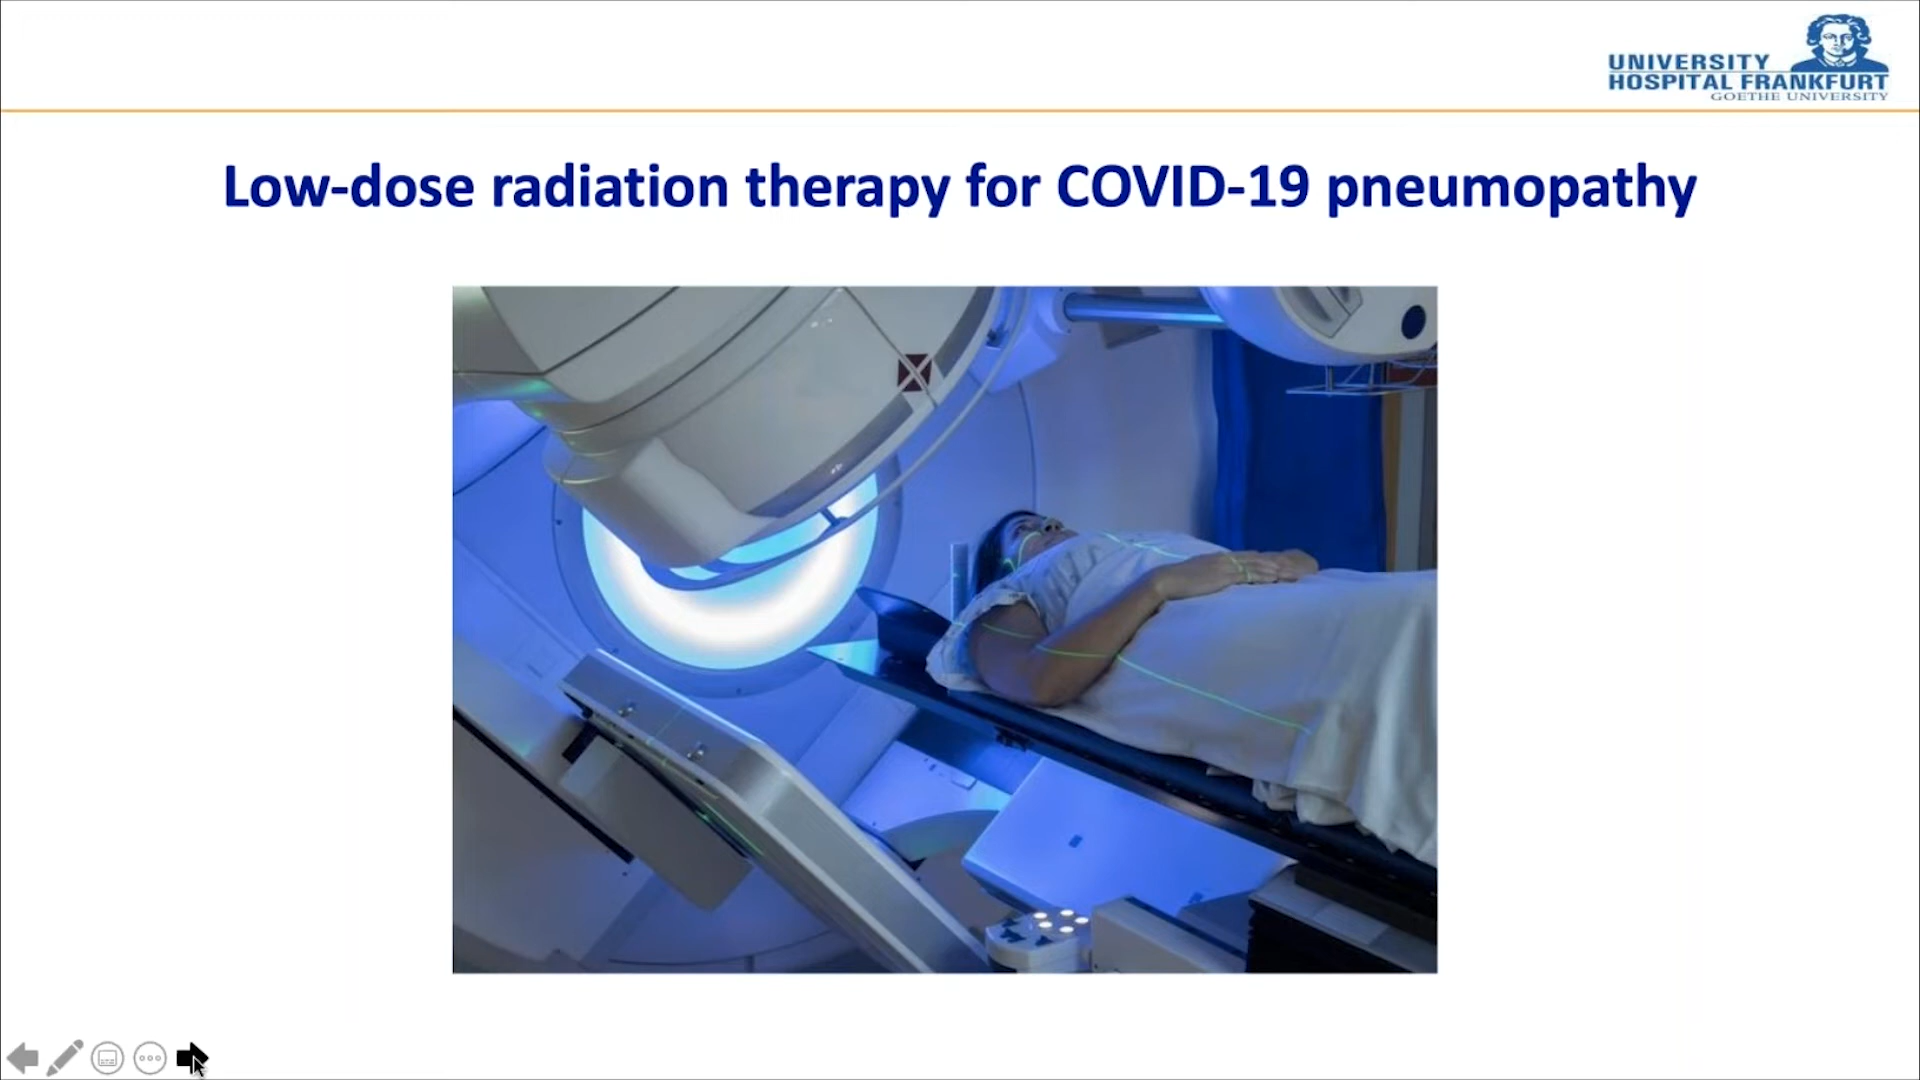 UNIVERSITY
HOSPITAL FRANKFURT
GOETHE UNIVERSITY
Low-dose radiation therapy for COVID-19 pneumopathy